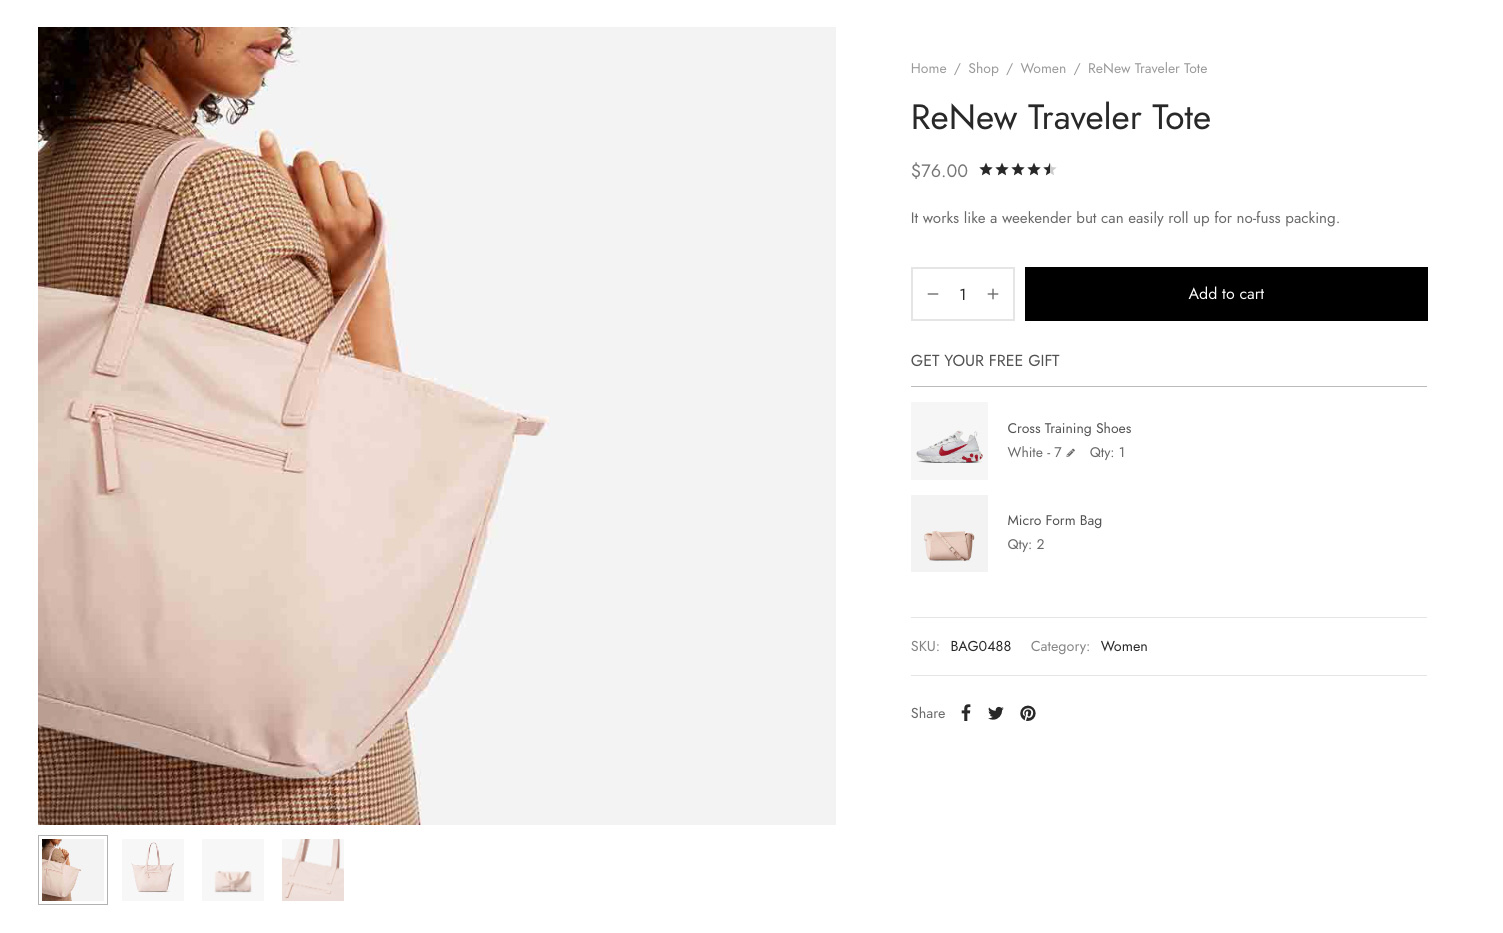 Home / Shop / Women / ReNew Traveler Tote
ReNew Traveler Tote
$76.00
It works like a weekender but can easily roll up for no-fuss packing.
1
Add to cart
GET YOUR FREE GIFT
Cross Training Shoes
White - 7 Qty: 1
Micro Form Bag
Qty: 2
SKU: BAG0488 Category: Women
Share